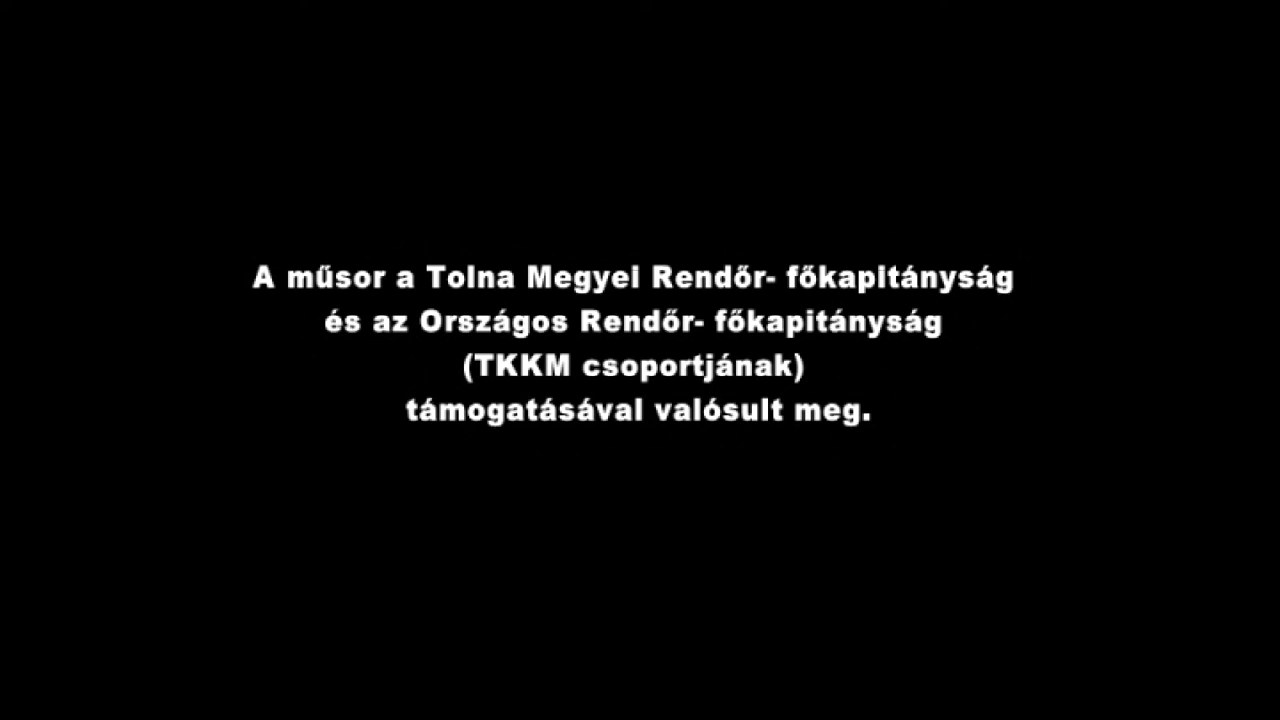 A műsor a Tolna Megyei Rendőr- főkapitányság
és az Országos Rendőr- főkapitányság
(TKKM csoportjának)
támogatásával valósult meg.